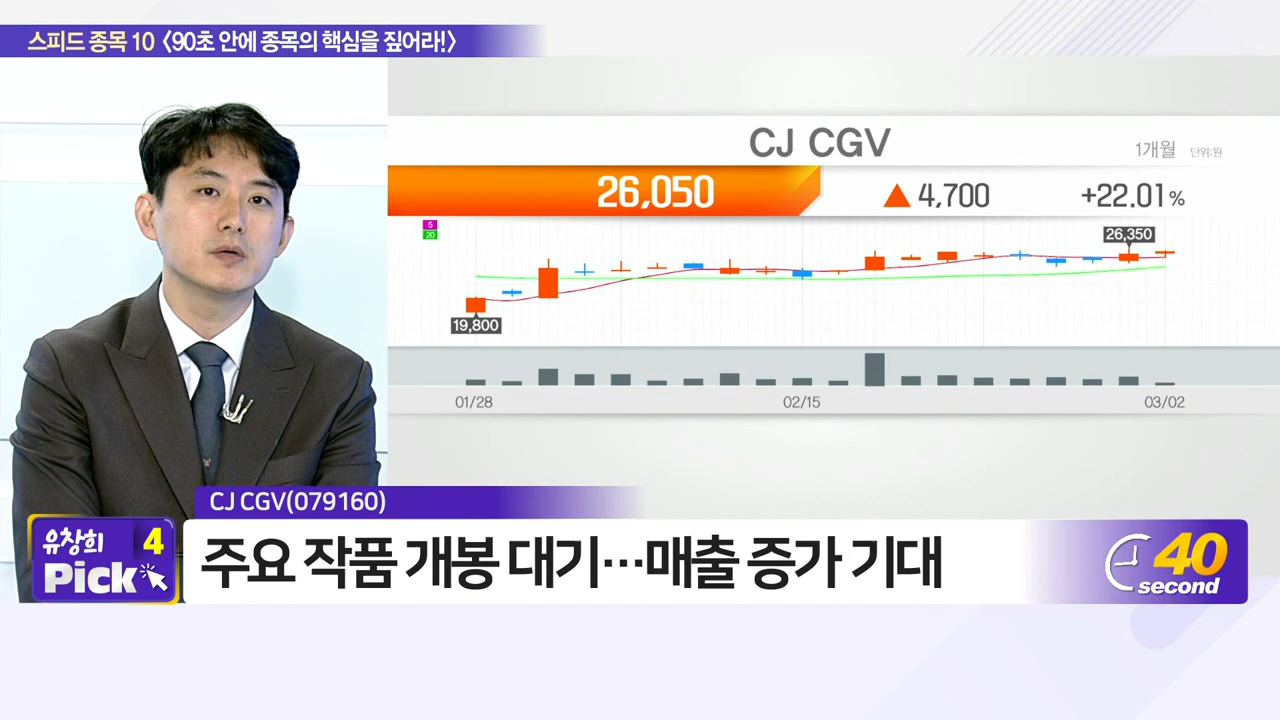 스피드 종목 10 〈90초 안에 종목의 핵심을 짚어라!〉
CJ CGV
1개월 단위:원
26,050 ▲ 4,700 +22.01%
5
20
26,350
19,800
01/28 02/15 03/02
CJ CGV(079160)
유창희 4
Pick
주요 작품 개봉 대기…매출 증가 기대
40
second